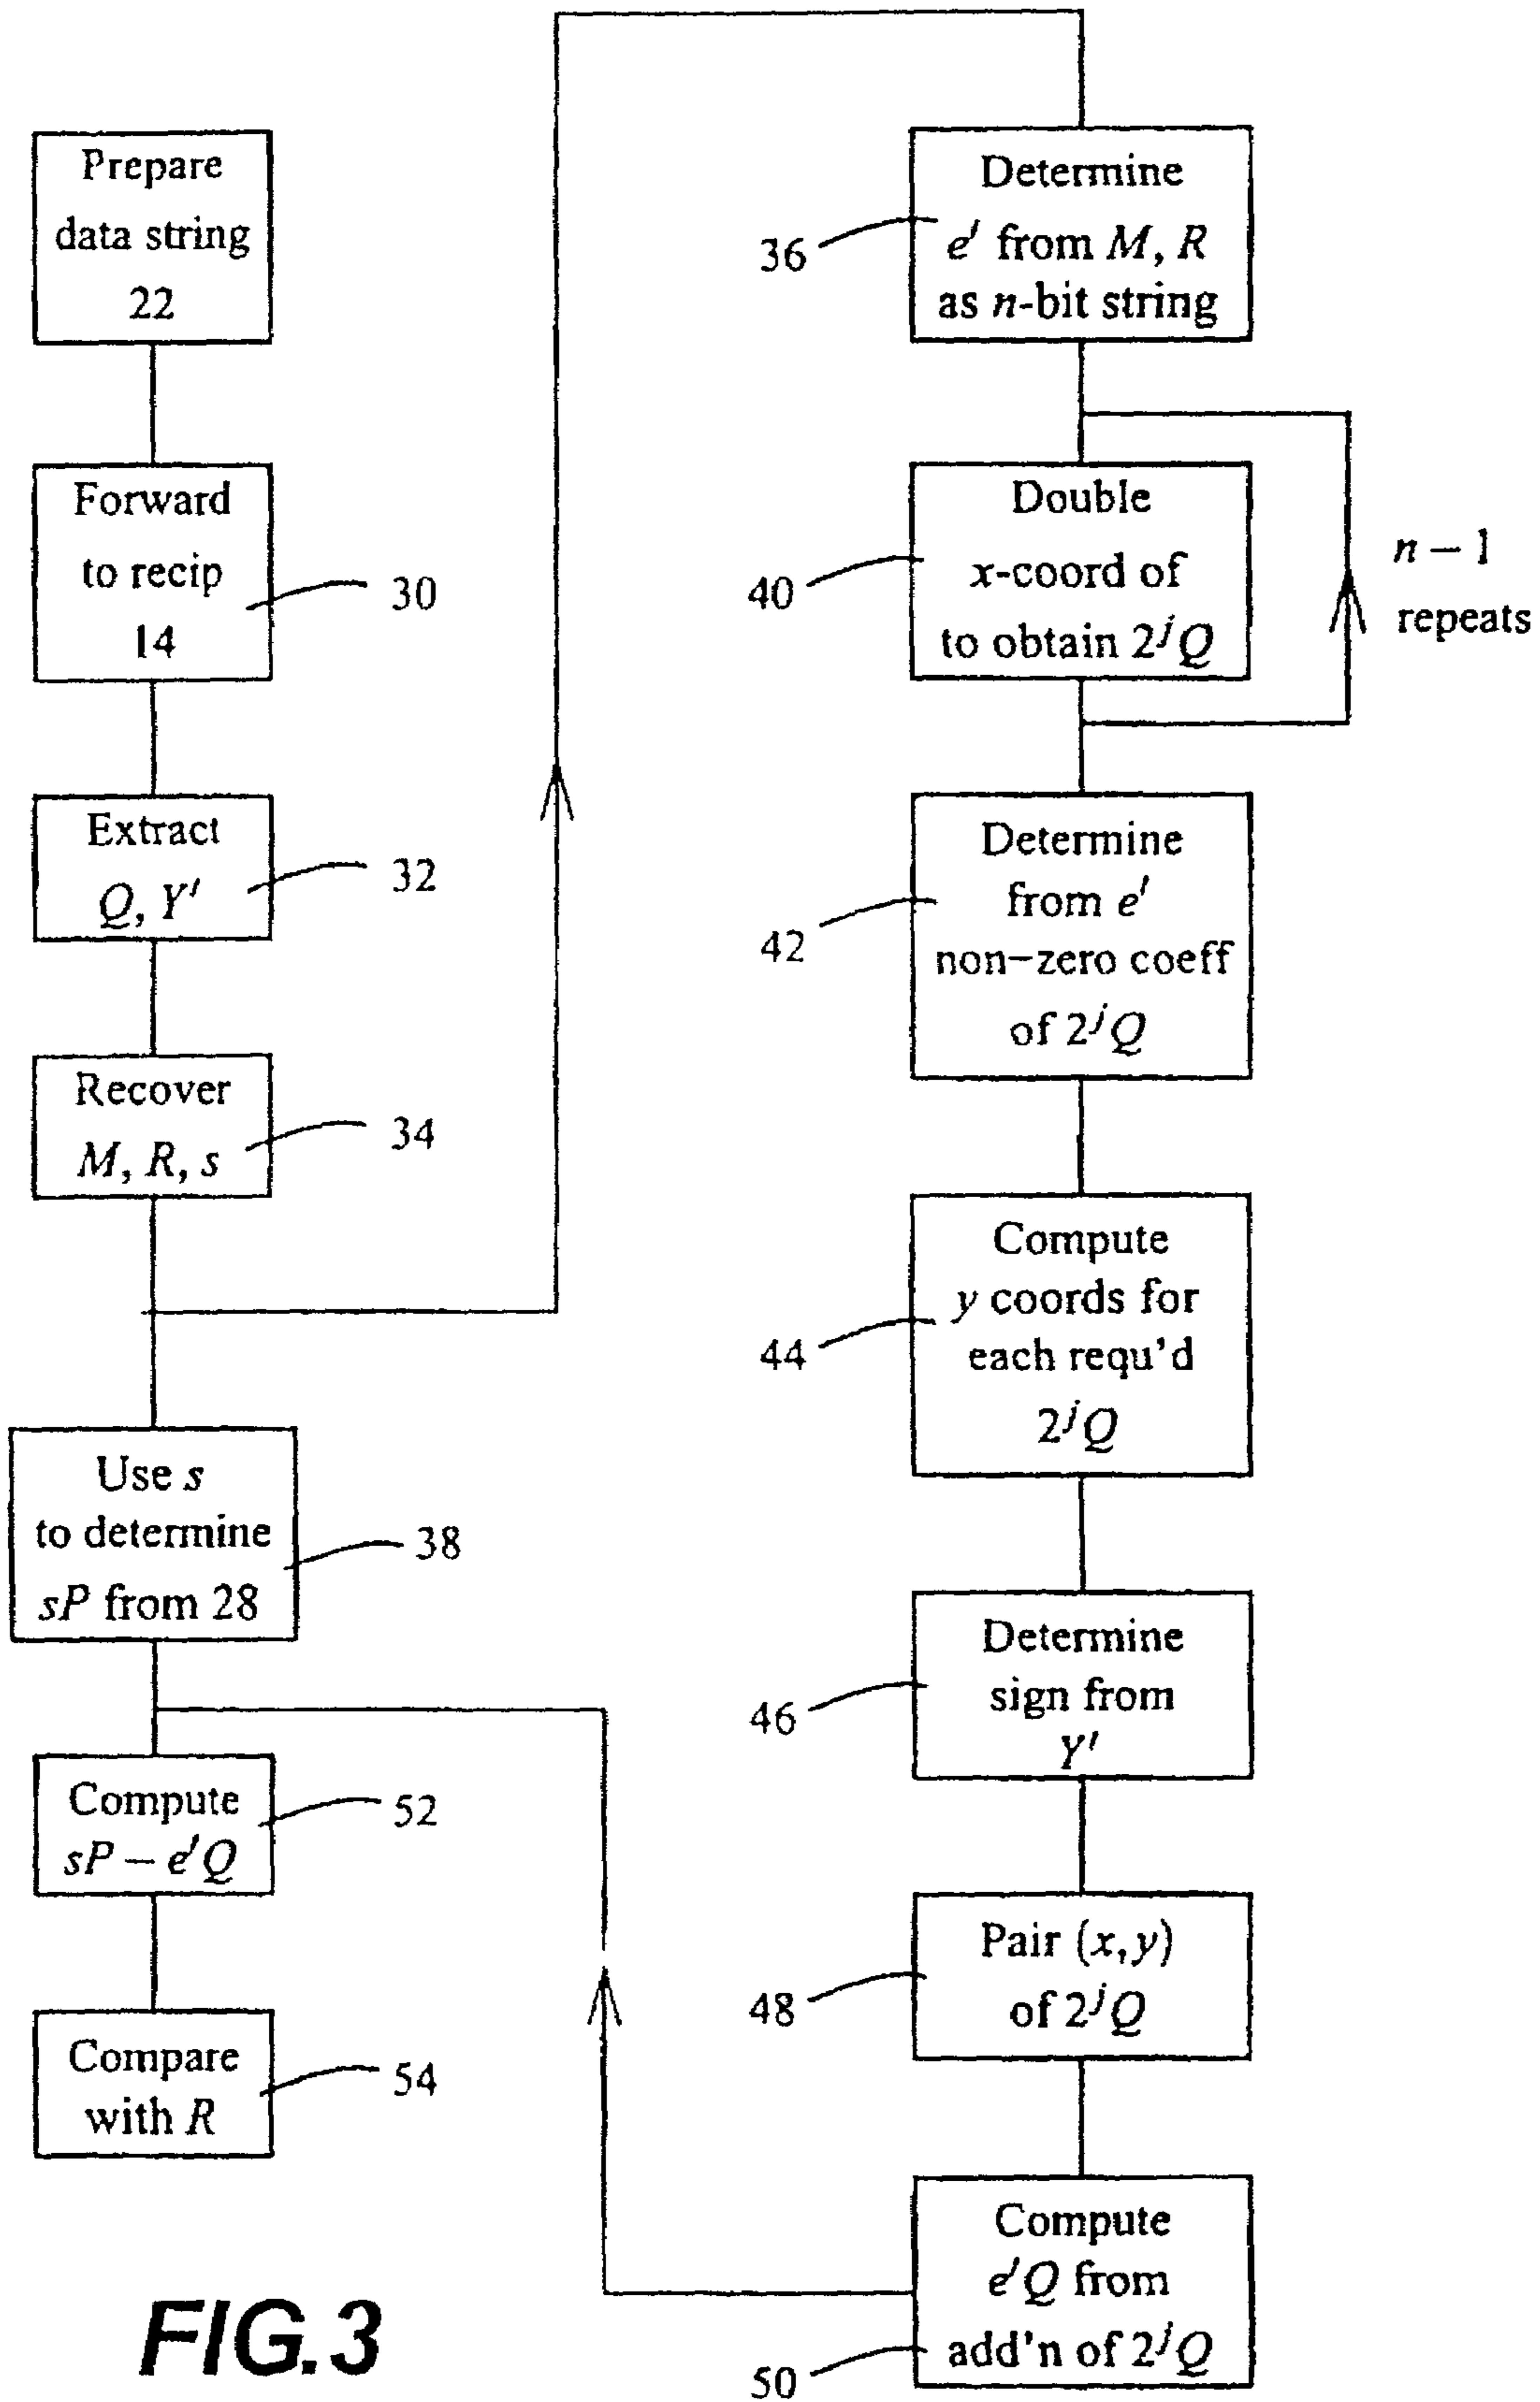 Prepare
data string
22
Forward
to recip
14
30
Extract
Q, Y'
32
Recover
M, R, s
34
Use s
to determine
sP from 28
38
Compute
sP – e'Q
52
Compare
with R
54
Determine
e' from M, R
as n-bit string
36
Double
x-coord of
to obtain 2^j Q
40
n – 1
repeats
Determine
from e'
non-zero coeff
of 2^j Q
42
Compute
y coords for
each requ'd
2^j Q
44
Determine
sign from
Y'
46
Pair (x, y)
of 2^j Q
48
Compute
e'Q from
add'n of 2^j Q
50
FIG.3